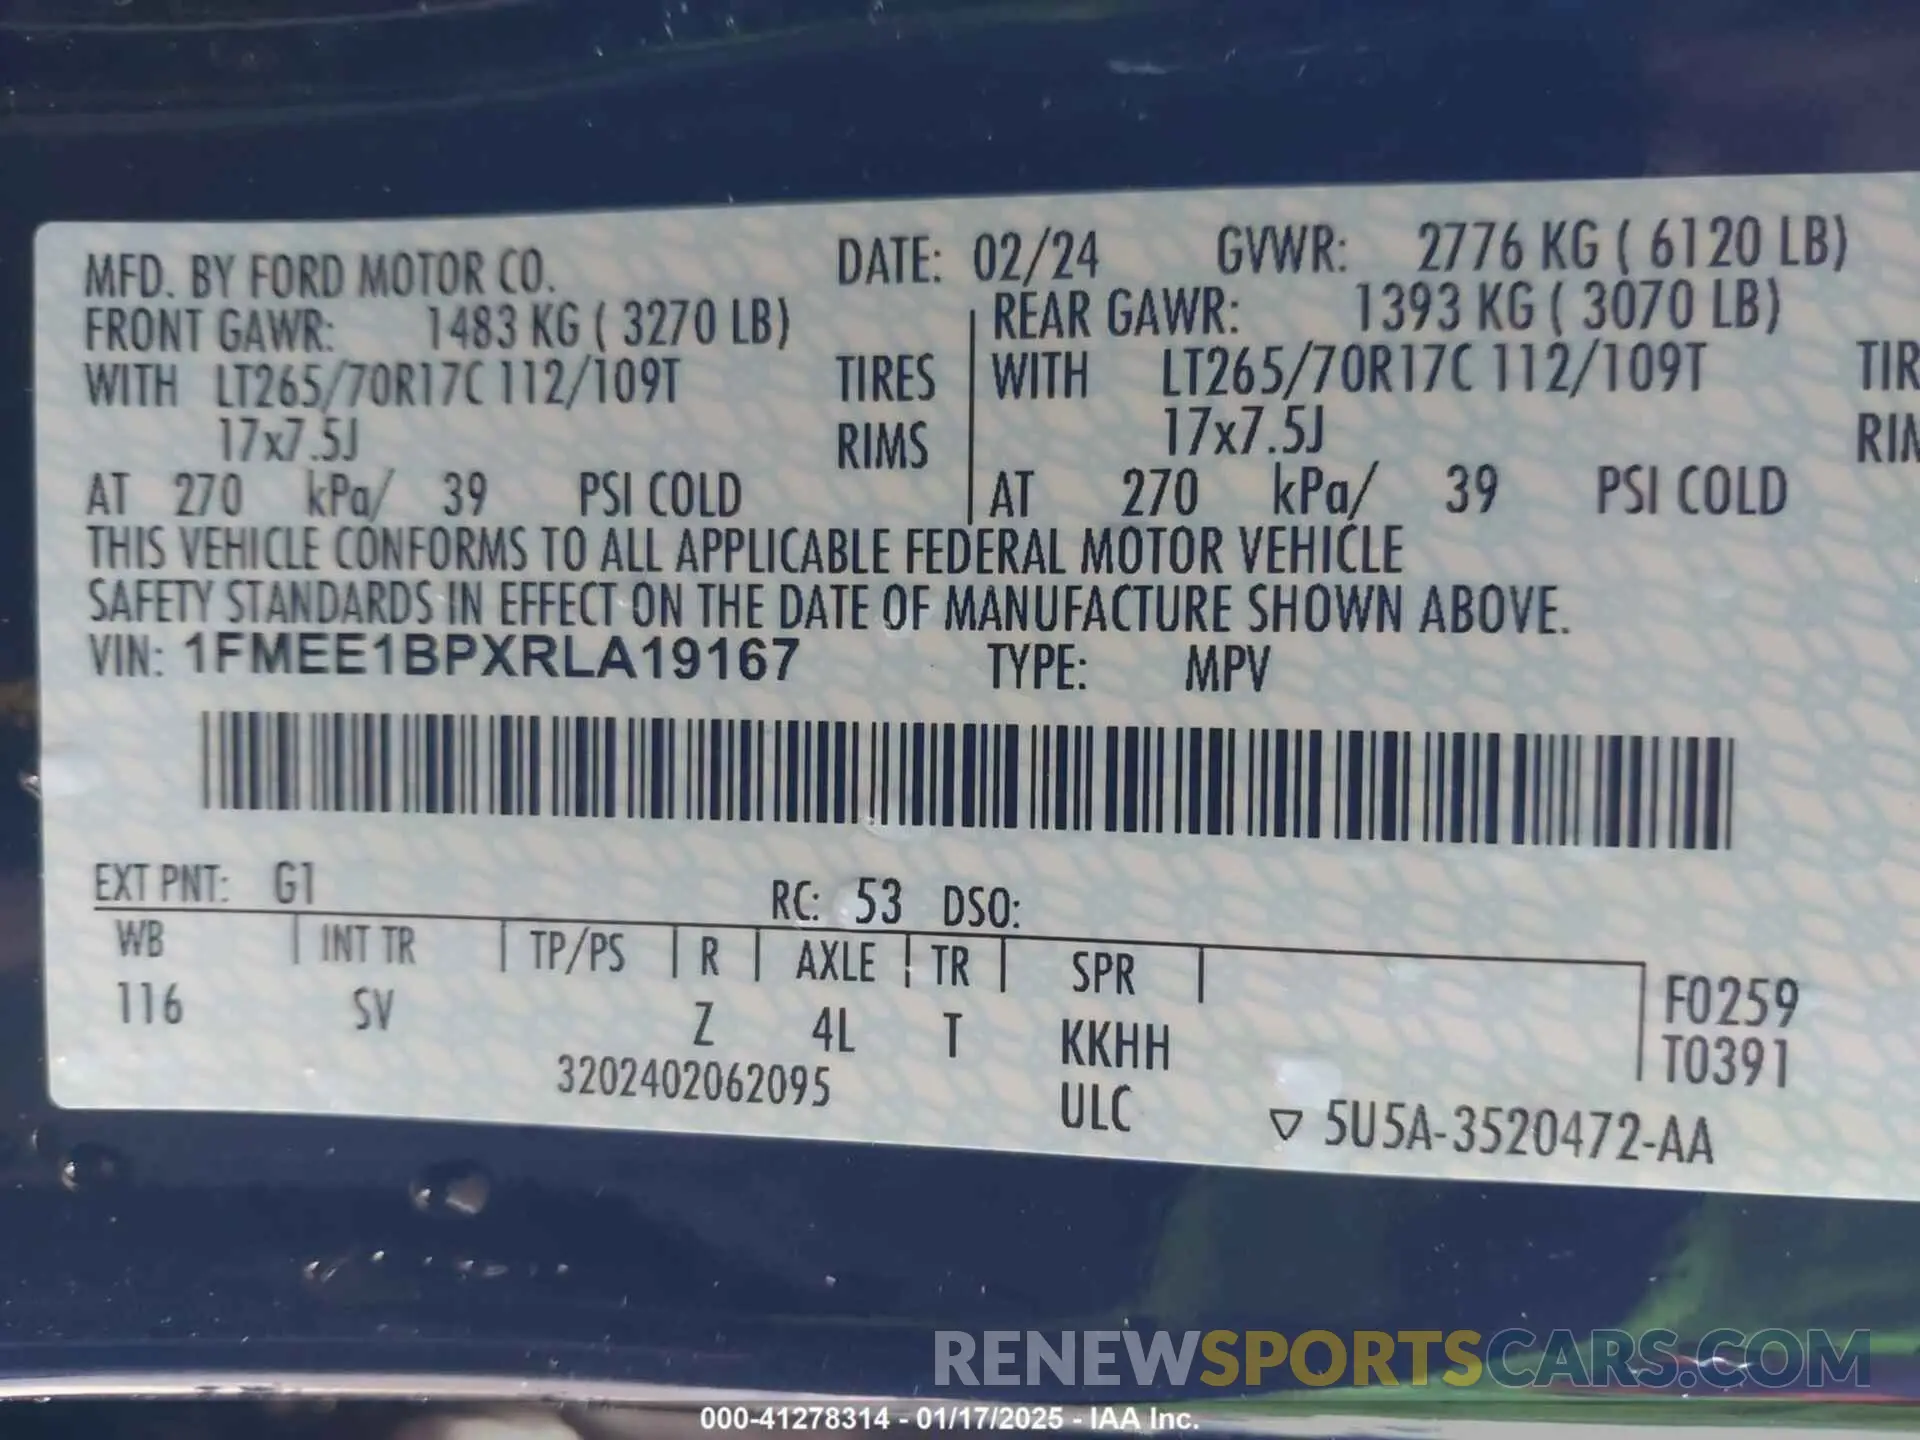 MFD. BY FORD MOTOR CO. DATE: 02/24 GVWR: 2776 KG ( 6120 LB)
FRONT GAWR: 1483 KG ( 3270 LB) REAR GAWR: 1393 KG ( 3070 LB)
WITH LT265/70R17C 112/109T TIRES WITH LT265/70R17C 112/109T TIR
17x7.5J RIMS 17x7.5J RIM
AT 270 kPa/ 39 PSI COLD AT 270 kPa/ 39 PSI COLD
THIS VEHICLE CONFORMS TO ALL APPLICABLE FEDERAL MOTOR VEHICLE
SAFETY STANDARDS IN EFFECT ON THE DATE OF MANUFACTURE SHOWN ABOVE.
VIN: 1FMEE1BPXRLA19167 TYPE: MPV
EXT PNT: G1 RC: 53 DSO:
WB INT TR TP/PS R AXLE TR SPR
116 SV Z 4L T KKHH F0259
T0391
3202402062095 ULC ▽ 5U5A-3520472-AA
RENEWSPORTSCARS.COM
000-41278314 - 01/17/2025 - IAA Inc.